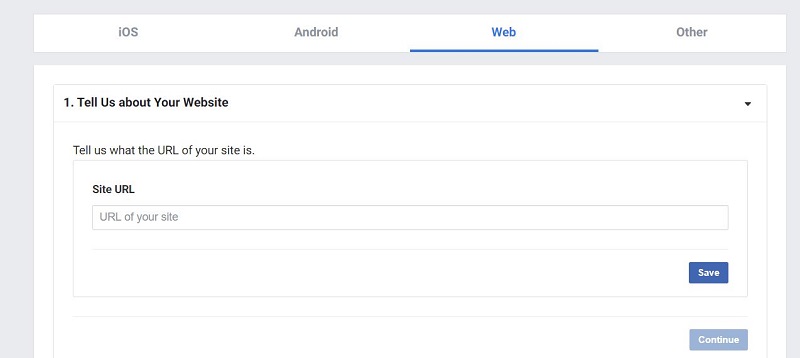 iOS Android Web Other
1. Tell Us about Your Website
Tell us what the URL of your site is.
Site URL
URL of your site
Save
Continue